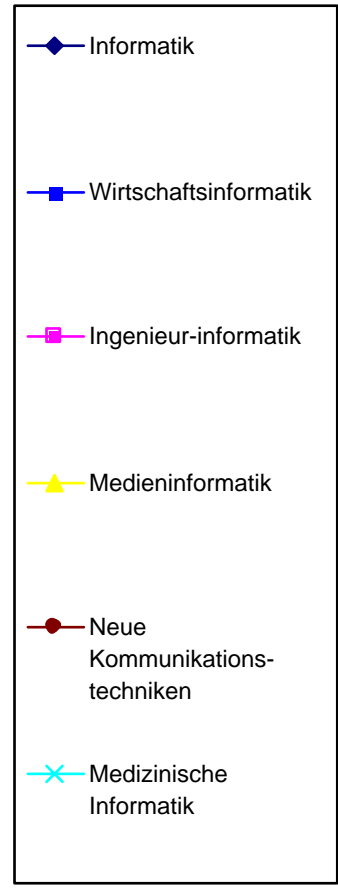 Informatik
Wirtschaftsinformatik
Ingenieur-informatik
Medieninformatik
Neue
Kommunikations-
techniken
Medizinische
Informatik